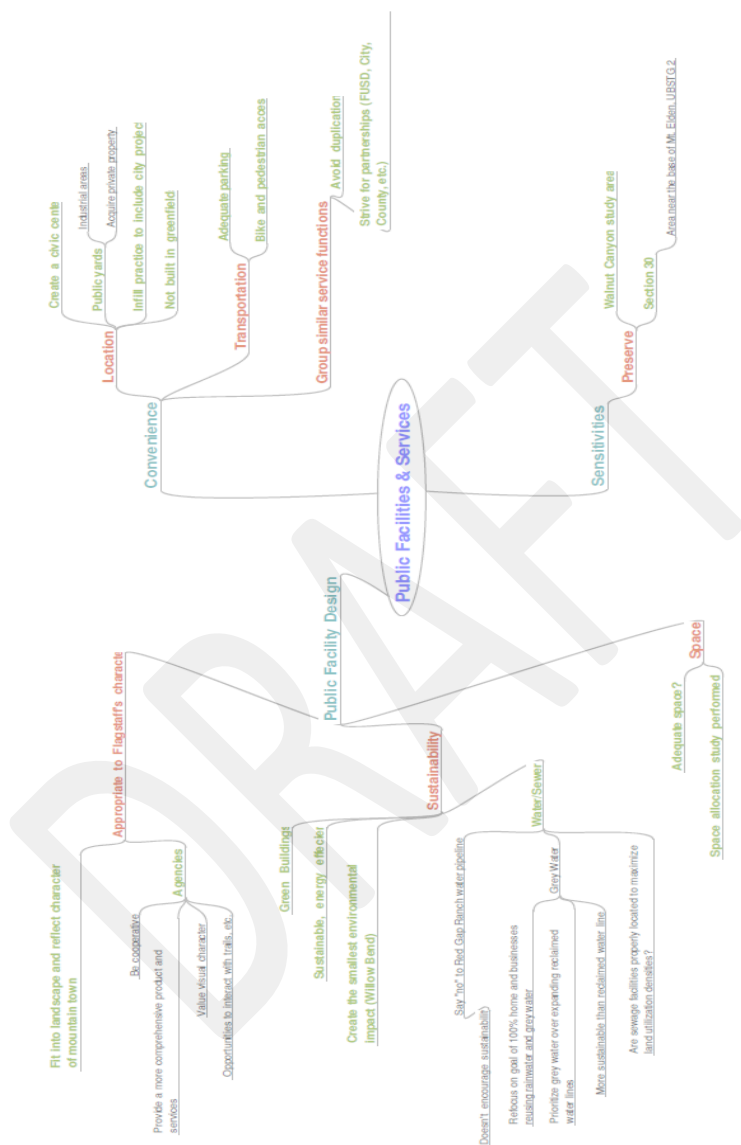 Public Facilities & Services
Convenience
Location
Create a civic cente
Public yards
Industrial areas
Acquire private property
Infill practice to include city projec
Not built in greenfield
Transportation
Adequate parking
Bike and pedestrian acces
Group similar service functions
Avoid duplication
Strive for partnerships (FUSD, City,
County, etc.)
Sensitivities
Preserve
Walnut Canyon study area
Section 30
Area near the base of Mt. Elden, UBSTG 2
Public Facility Design
Appropriate to Flagstaff's characte
Fit into landscape and reflect character
of mountain town
Agencies
Be cooperative
Provide a more comprehensive product and
services
Value visual character
Opportunities to interact with trails, etc.
Sustainability
Green Buildings
Sustainable, energy effecier
Create the smallest environmental
impact (Willow Bend)
Water/Sewer
Say "no" to Red Gap Ranch water pipeline
Doesn't encourage sustainabilit)
Grey Water
Refocus on goal of 100% home and businesses
reusing rainwater and grey water
Prioritize grey water over expanding reclaimed
water lines
More sustainable than reclaimed water line
Are sewage facilities properly located to maximize
land utilization densities?
Space
Adequate space?
Space allocation study performed
DRAFT